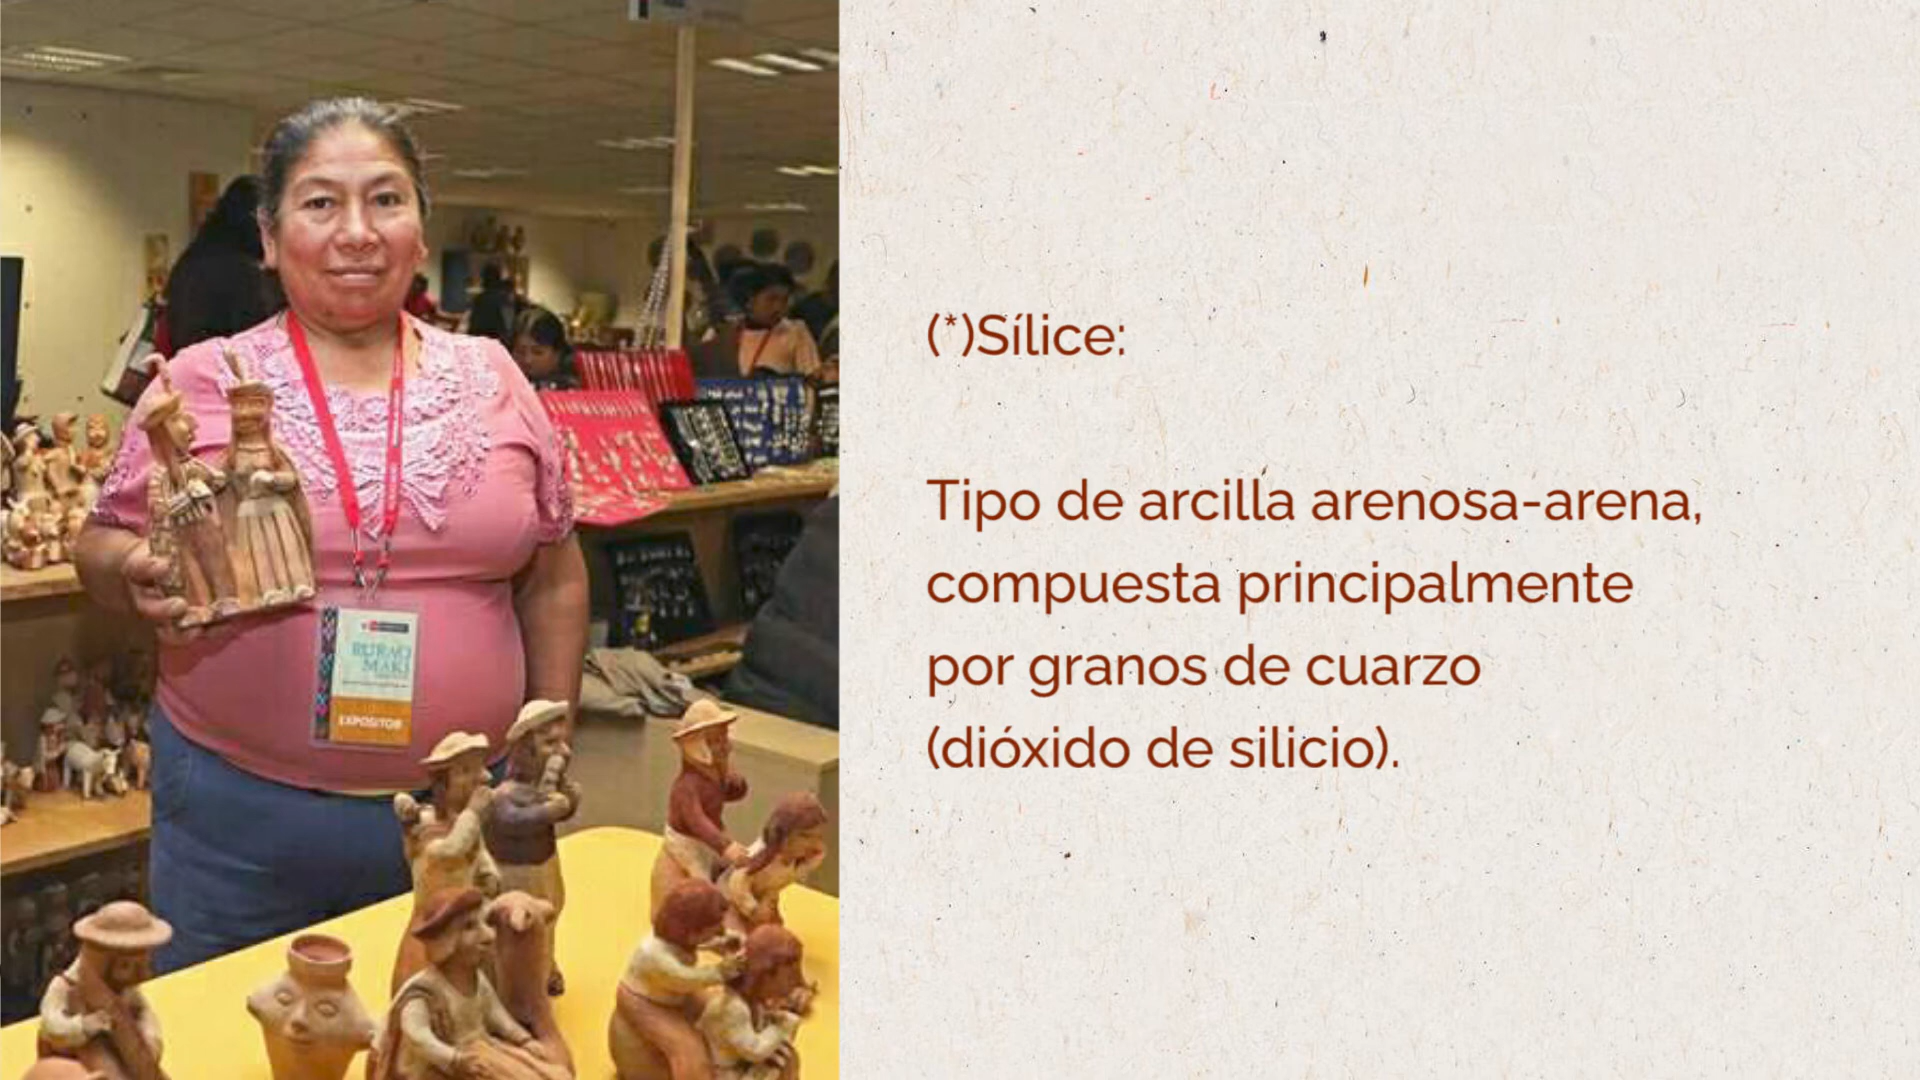 RURAQ
MAKI
EXPOSITOR
(*)Sílice:
Tipo de arcilla arenosa-arena,
compuesta principalmente
por granos de cuarzo
(dióxido de silicio).